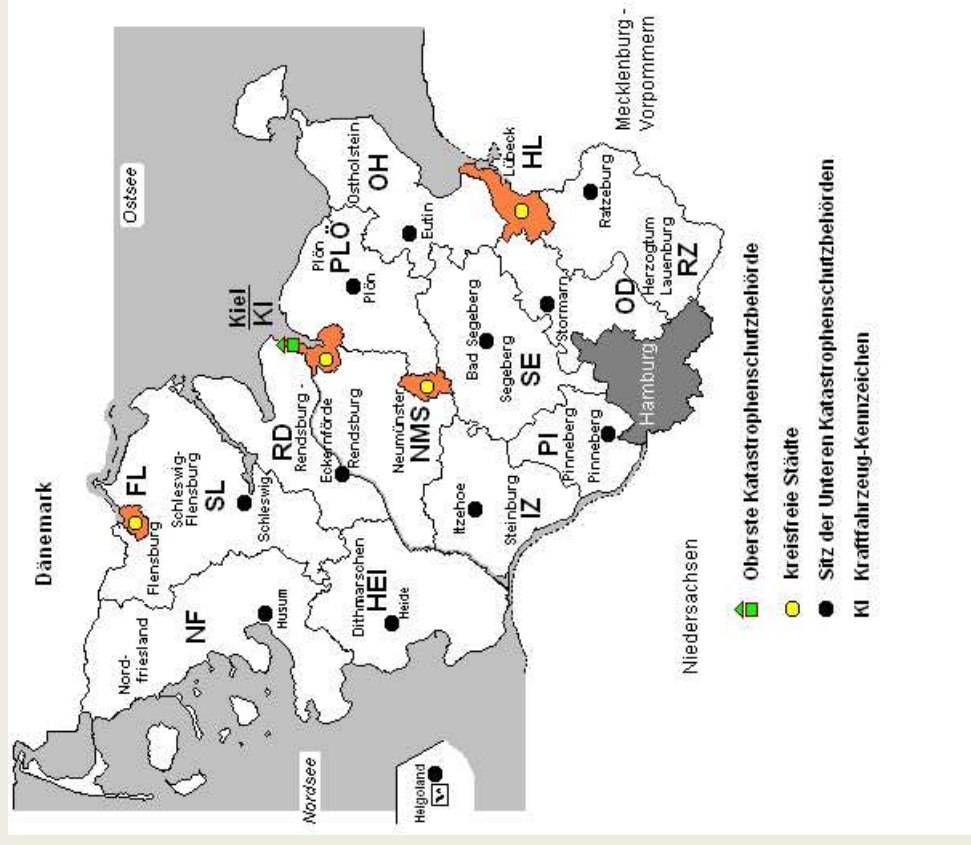 Dänemark
Ostsee
Nordsee
Nord-
friesland
NF
Husum
Flensburg
FL
Schleswig-
Flensburg
SL
Schleswig
Kiel
KI
RD
Rendsburg -
Eckernförde
Rendsburg
Plön
PLÖ
Plön
Ostholstein
OH
Eutin
Dithmarschen
HEI
Heide
Neumünster
NMS
Itzehoe
Steinburg
IZ
Bad Segeberg
Segeberg
SE
Lübeck
HL
PI
Pinneberg
Pinneberg
Stormarn
OD
Ratzeburg
Herzogtum
Lauenburg
RZ
Hamburg
Helgoland
Mecklenburg -
Vorpommern
Niedersachsen
Oberste Katastrophenschutzbehörde
kreisfreie Städte
Sitz der Unteren Katastrophenschutzbehörden
KI Kraftfahrzeug-Kennzeichen